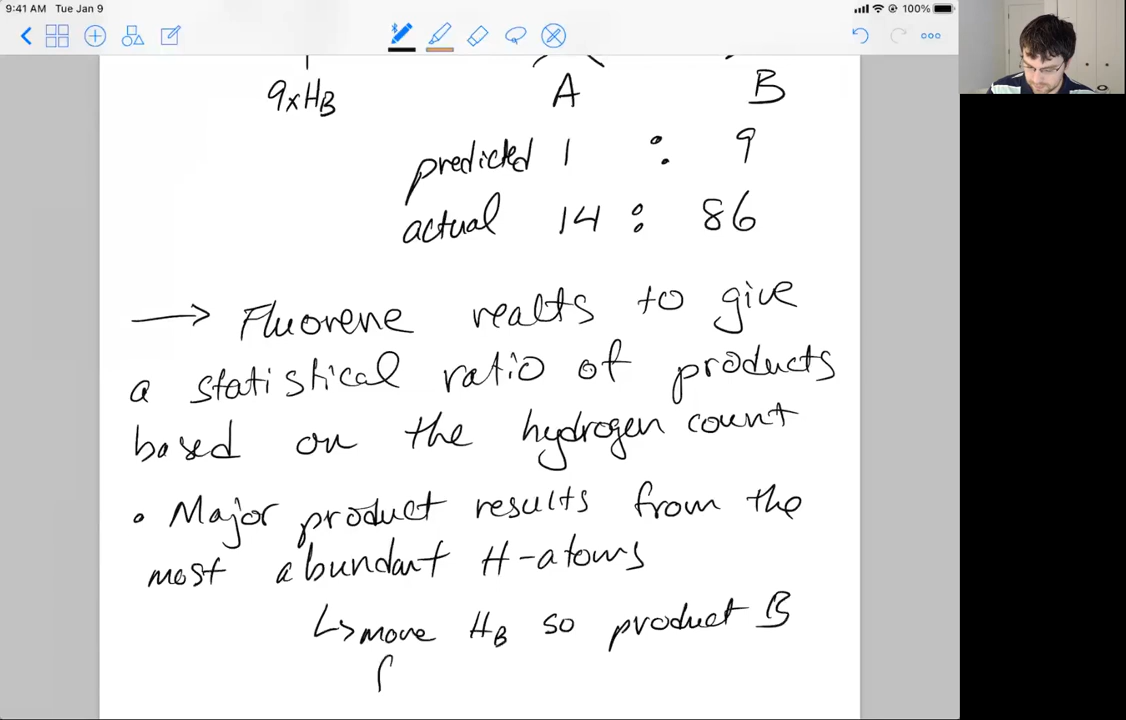 9:41 AM Tue Jan 9
100%
9xHB
A B
predicted 1 : 9
actual 14 : 86
→ Fluorene reacts to give
a statistical ratio of products
based on the hydrogen count
• Major product results from the
most abundant H-atoms
↳ more HB so product B